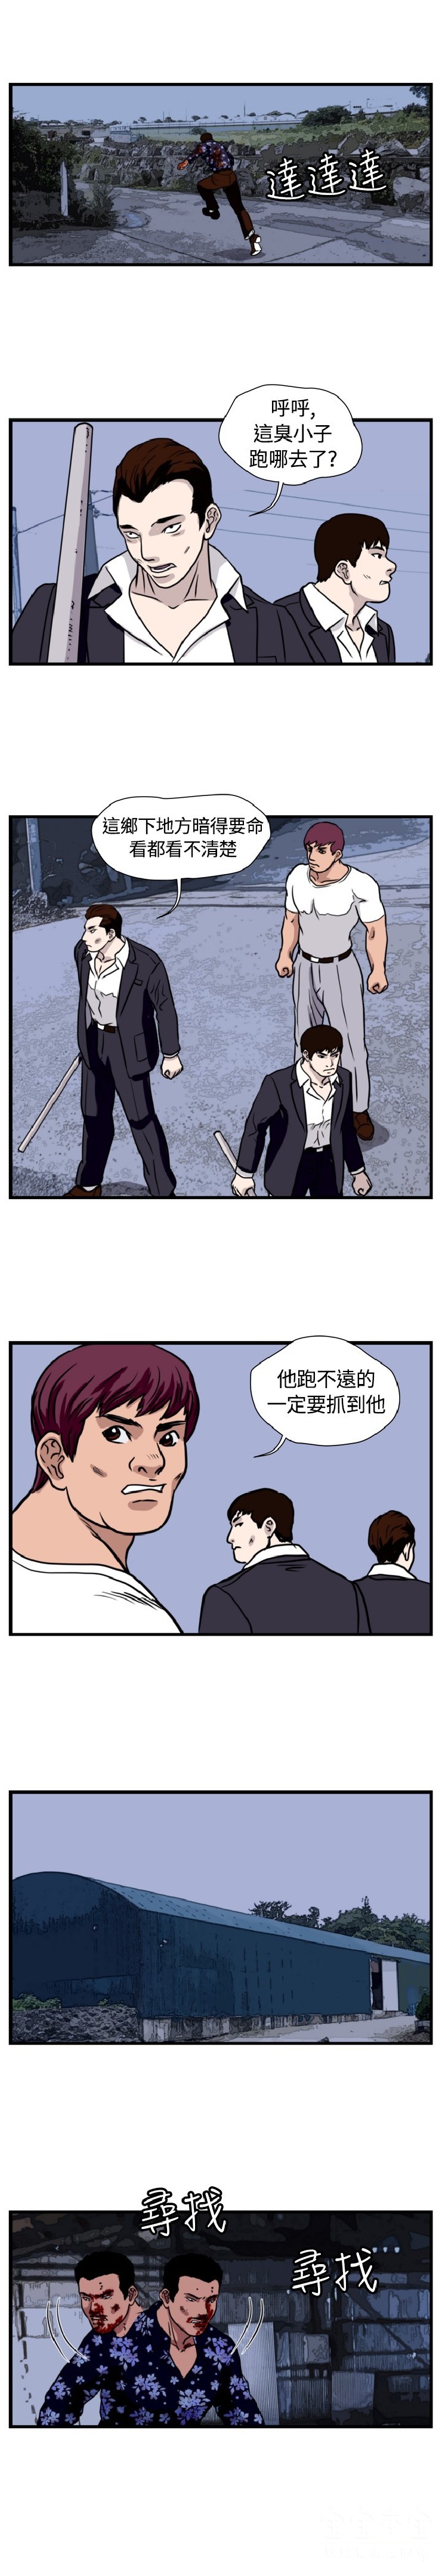 達達達
呼呼,
這臭小子
跑哪去了?
這鄉下地方暗得要命
看都看不清楚
他跑不遠的
一定要抓到他
尋找
尋找